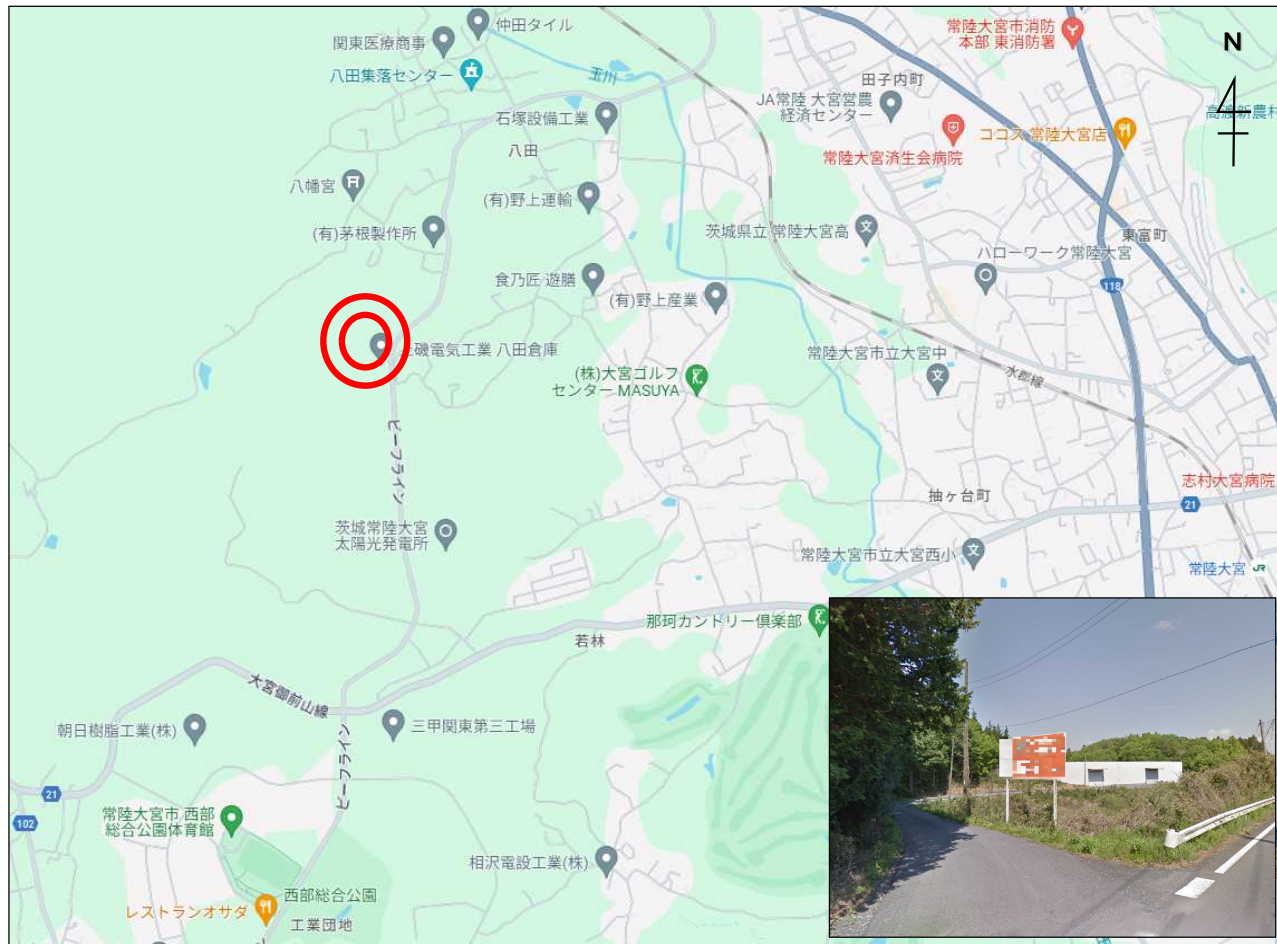 仲田タイル
関東医療商事
八田集落センター
玉川
常陸大宮市消防
本部 東消防署
N
田子内町
JA常陸 大宮営農
経済センター
高渡新農村
石塚設備工業
八田
ココス 常陸大宮店
常陸大宮済生会病院
八幡宮
(有)野上運輸
(有)茅根製作所
茨城県立 常陸大宮高
東富町
ハローワーク常陸大宮
食乃匠 遊膳
(有)野上産業
118
磯電気工業 八田倉庫
(株)大宮ゴルフ
センター MASUYA
常陸大宮市立大宮中
水郡線
ビーフライン
志村大宮病院
抽ヶ台町
21
茨城常陸大宮
太陽光発電所
常陸大宮市立大宮西小
常陸大宮
JR
那珂カントリー倶楽部
若林
大宮御前山線
朝日樹脂工業(株)
三甲関東第三工場
ビーフライン
21
102
常陸大宮市 西部
総合公園体育館
相沢電設工業(株)
レストランオサダ
西部総合公園
工業団地